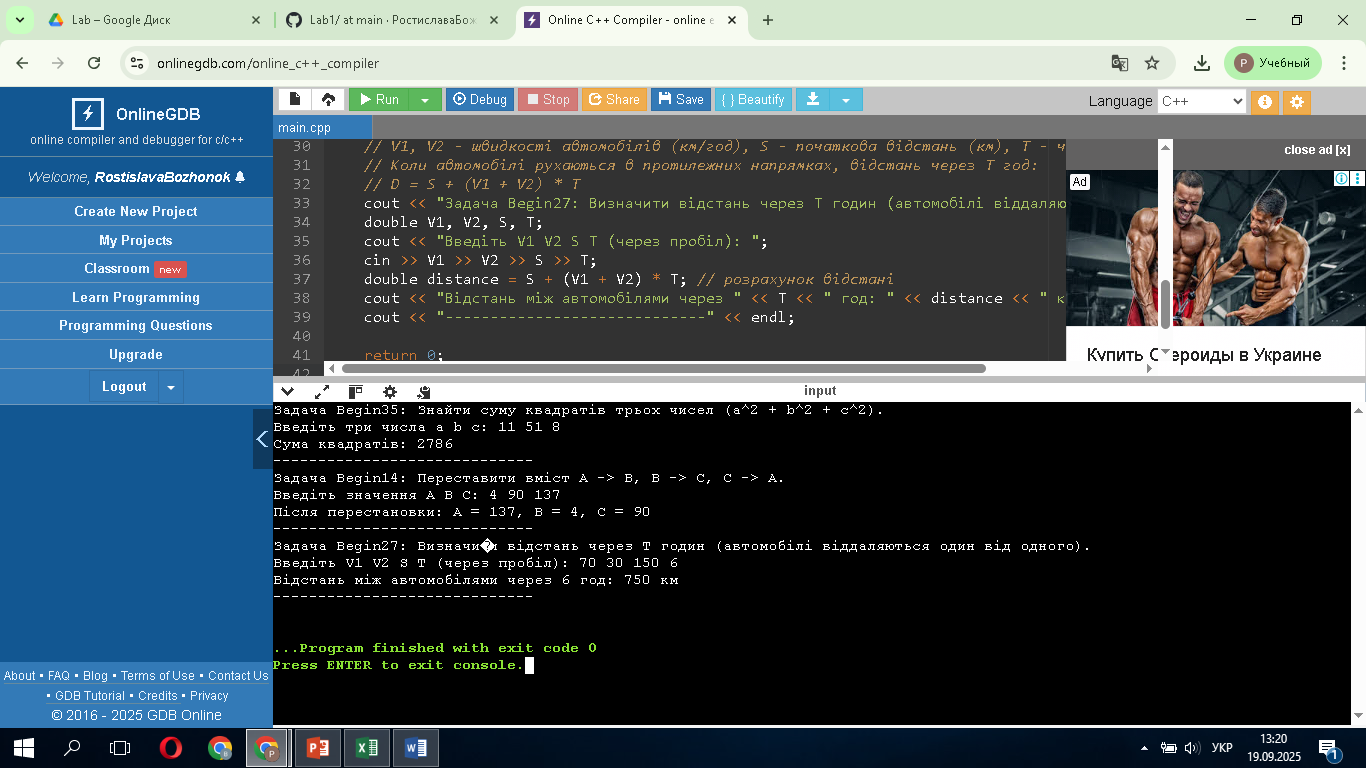 Lab – Google Диск
Lab1/ at main · РостиславаБож
Online C++ Compiler - online e
onlinegdb.com/online_c++_compiler
P
Учебный
OnlineGDB
online compiler and debugger for c/c++
Welcome, RostislavaBozhonok
Create New Project
My Projects
Classroom new
Learn Programming
Programming Questions
Upgrade
Logout
About • FAQ • Blog • Terms of Use • Contact Us
• GDB Tutorial • Credits • Privacy
© 2016 - 2025 GDB Online
Run
Debug
Stop
Share
Save
{ } Beautify
Language C++
main.cpp
30 // V1, V2 - швидкості автомобілів (км/год), S - початкова відстань (км), T - ч
31 // Коли автомобілі рухаються в протилежних напрямках, відстань через T год:
32 // D = S + (V1 + V2) * T
33 cout << "Задача Begin27: Визначити відстань через T годин (автомобілі віддаляю
34 double V1, V2, S, T;
35 cout << "Введіть V1 V2 S T (через пробіл): ";
36 cin >> V1 >> V2 >> S >> T;
37 double distance = S + (V1 + V2) * T; // розрахунок відстані
38 cout << "Відстань між автомобілями через " << T << " год: " << distance << " к
39 cout << "-----------------------------" << endl;
40
41 return 0;
42
close ad [x]
Ad
Купить Стероиды в Украине
input
Задача Begin35: Знайти суму квадратів трьох чисел (a^2 + b^2 + c^2).
Введіть три числа a b c: 11 51 8
Сума квадратів: 2786
-----------------------------
Задача Begin14: Переставити вміст A -> B, B -> C, C -> A.
Введіть значення A B C: 4 90 137
Після перестановки: A = 137, B = 4, C = 90
-----------------------------
Задача Begin27: Визначи�и відстань через T годин (автомобілі віддаляються один від одного).
Введіть V1 V2 S T (через пробіл): 70 30 150 6
Відстань між автомобілями через 6 год: 750 км
-----------------------------
...Program finished with exit code 0
Press ENTER to exit console.
УКР
13:20
19.09.2025
1